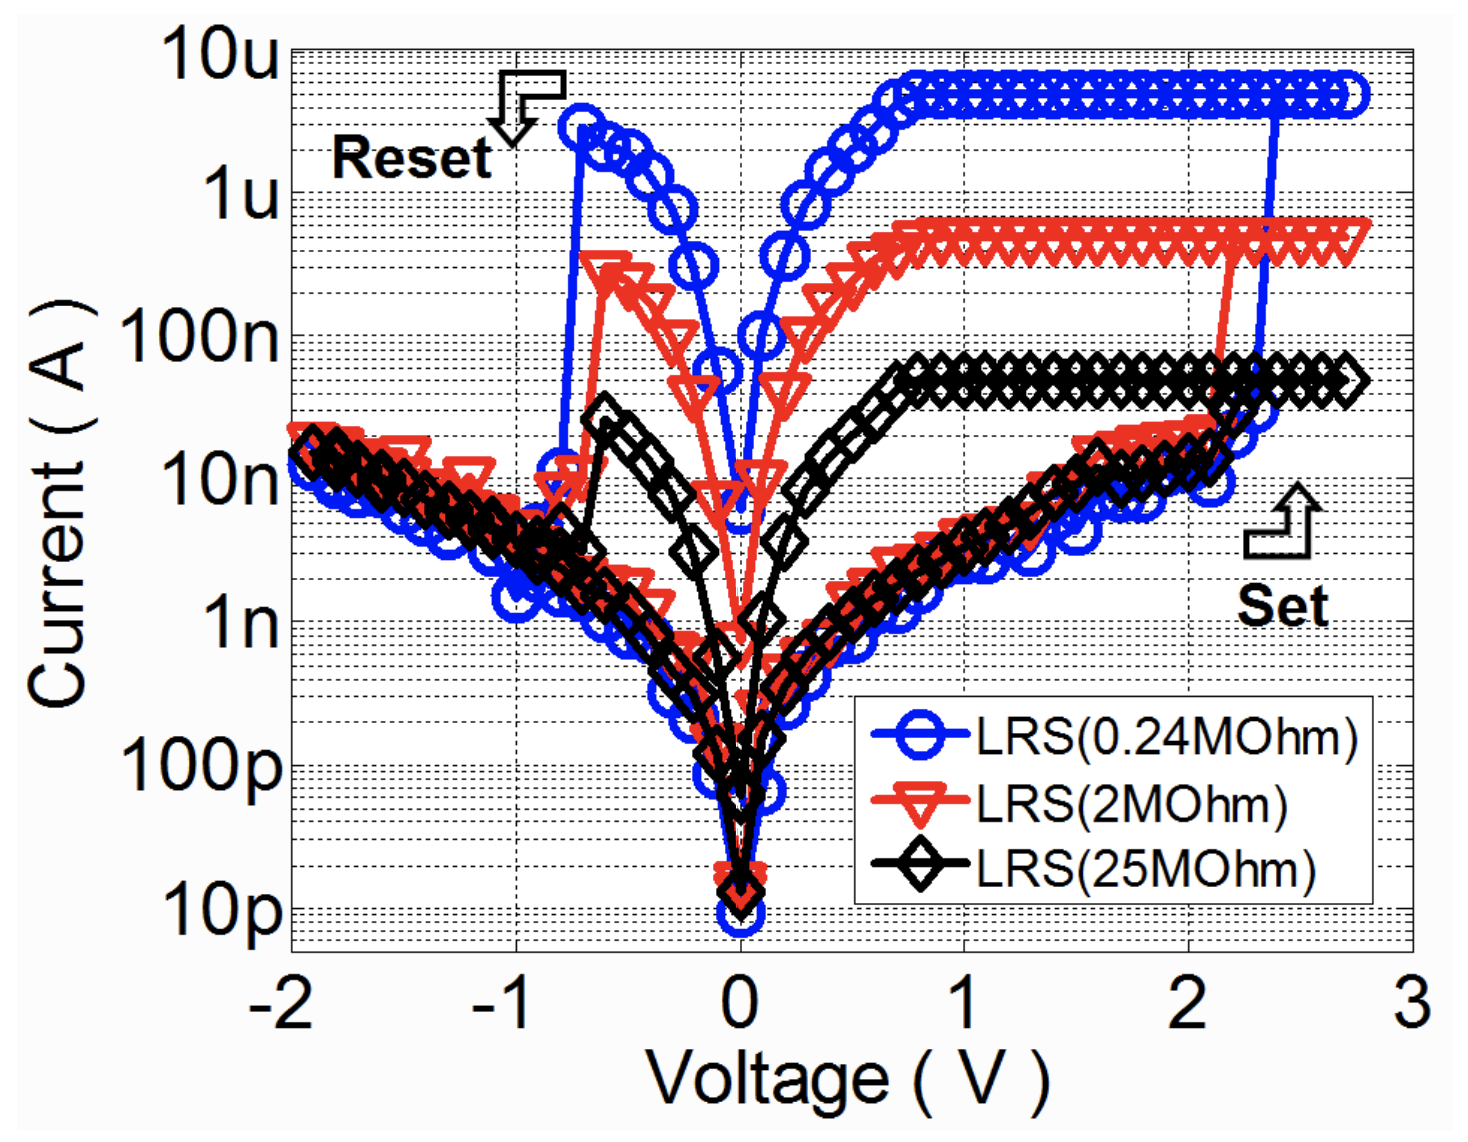 10u
1u
100n
10n
1n
100p
10p
Current ( A )
Reset
Set
LRS(0.24MOhm)
LRS(2MOhm)
LRS(25MOhm)
-2 -1 0 1 2 3
Voltage ( V )